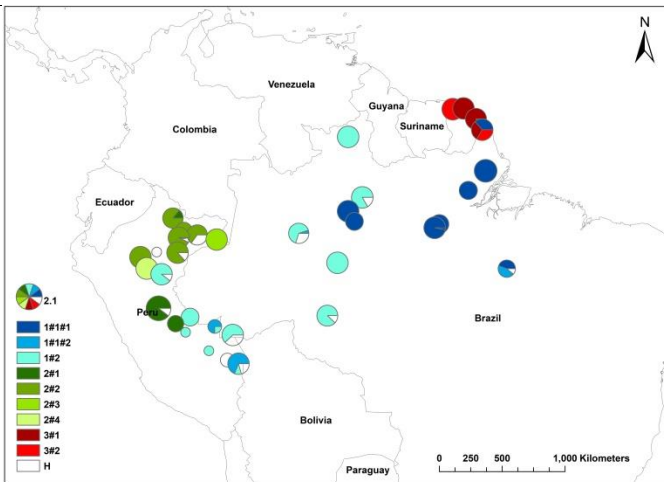 N
Venezuela
Guyana
Suriname
Colombia
Ecuador
Peru
Brazil
Bolivia
Paraguay
2.1
1#1#1
1#1#2
1#2
2#1
2#2
2#3
2#4
3#1
3#2
H
0 250 500 1,000 Kilometers